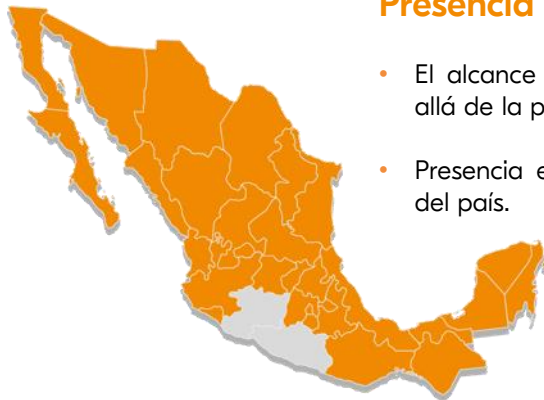 Presencia
• El alcance
allá de la p
• Presencia e
del país.